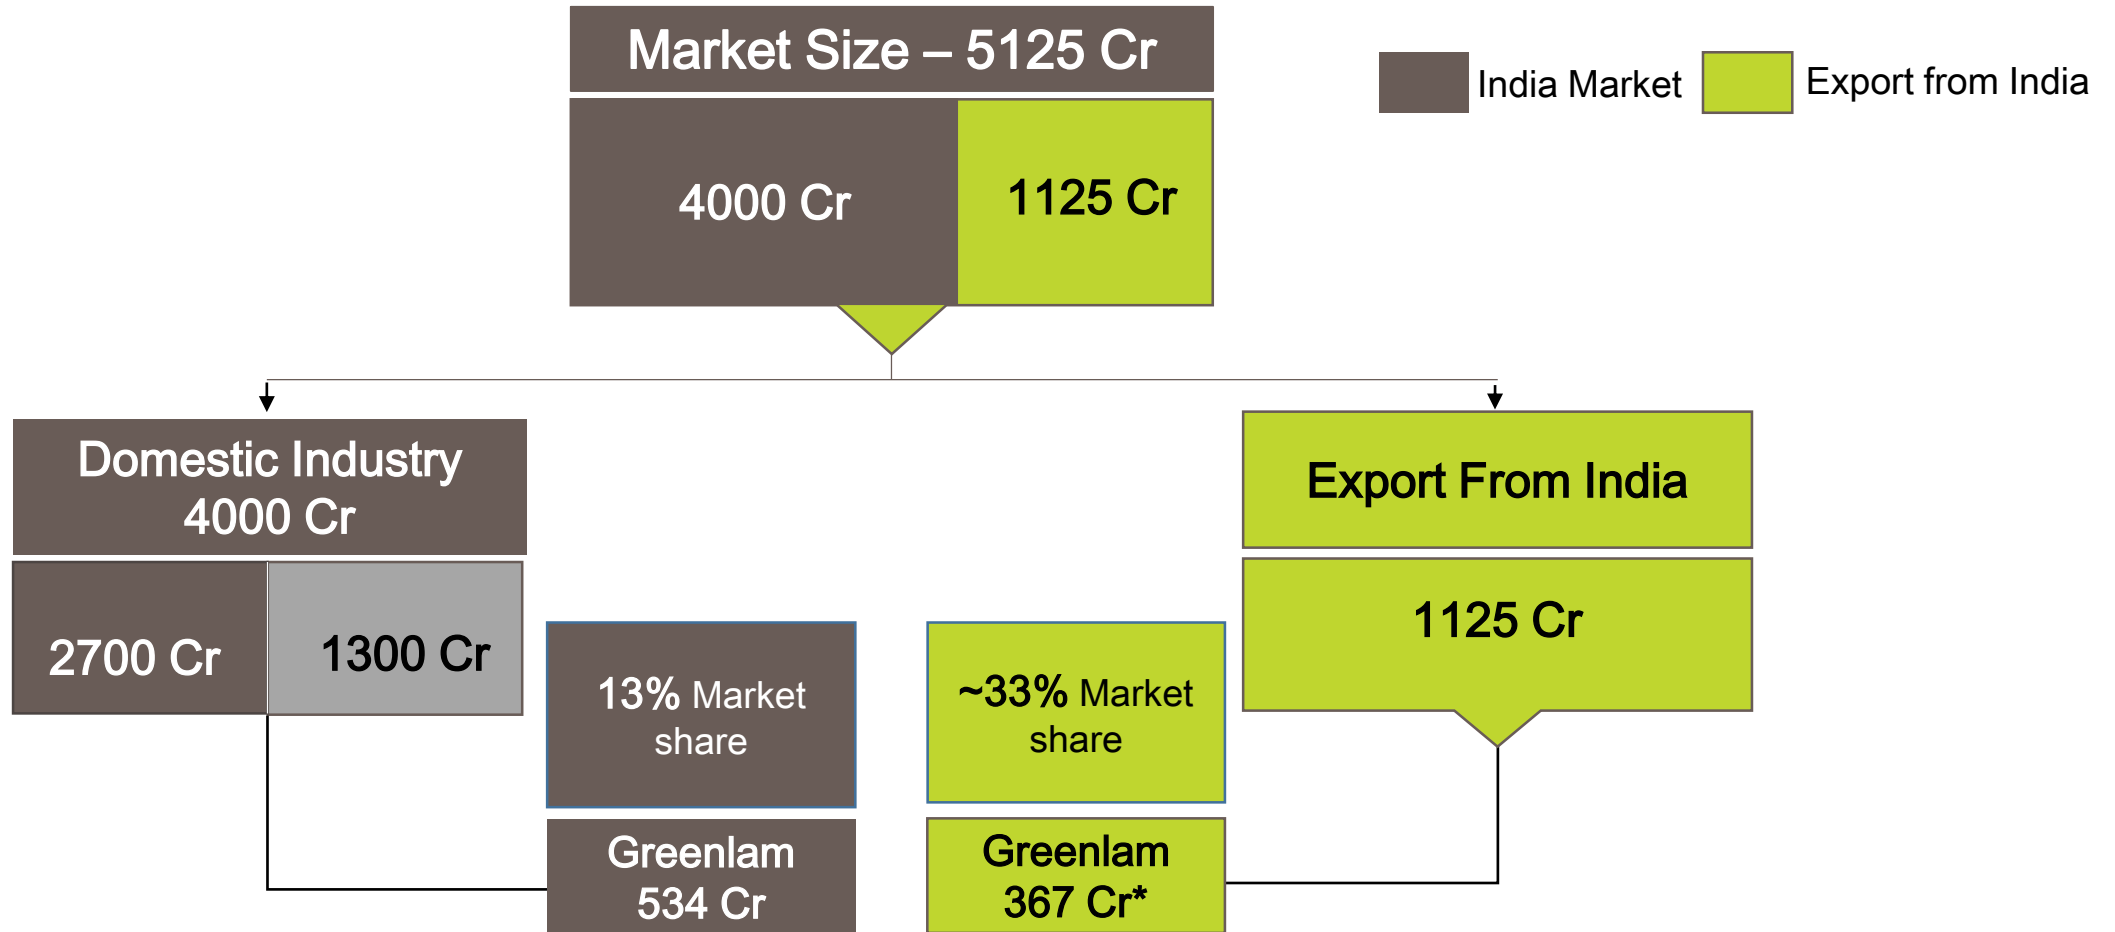 Market Size – 5125 Cr
India Market
Export from India
4000 Cr
1125 Cr
Domestic Industry
4000 Cr
Export From India
2700 Cr
1300 Cr
1125 Cr
13% Market
share
~33% Market
share
Greenlam
534 Cr
Greenlam
367 Cr*